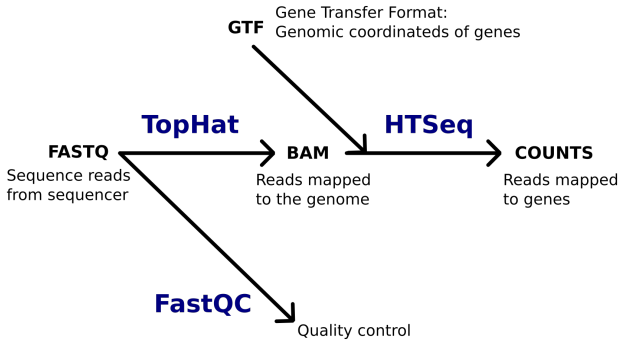 GTF
Gene Transfer Format:
Genomic coordinateds of genes
TopHat
HTSeq
FASTQ
Sequence reads
from sequencer
BAM
Reads mapped
to the genome
COUNTS
Reads mapped
to genes
FastQC
Quality control